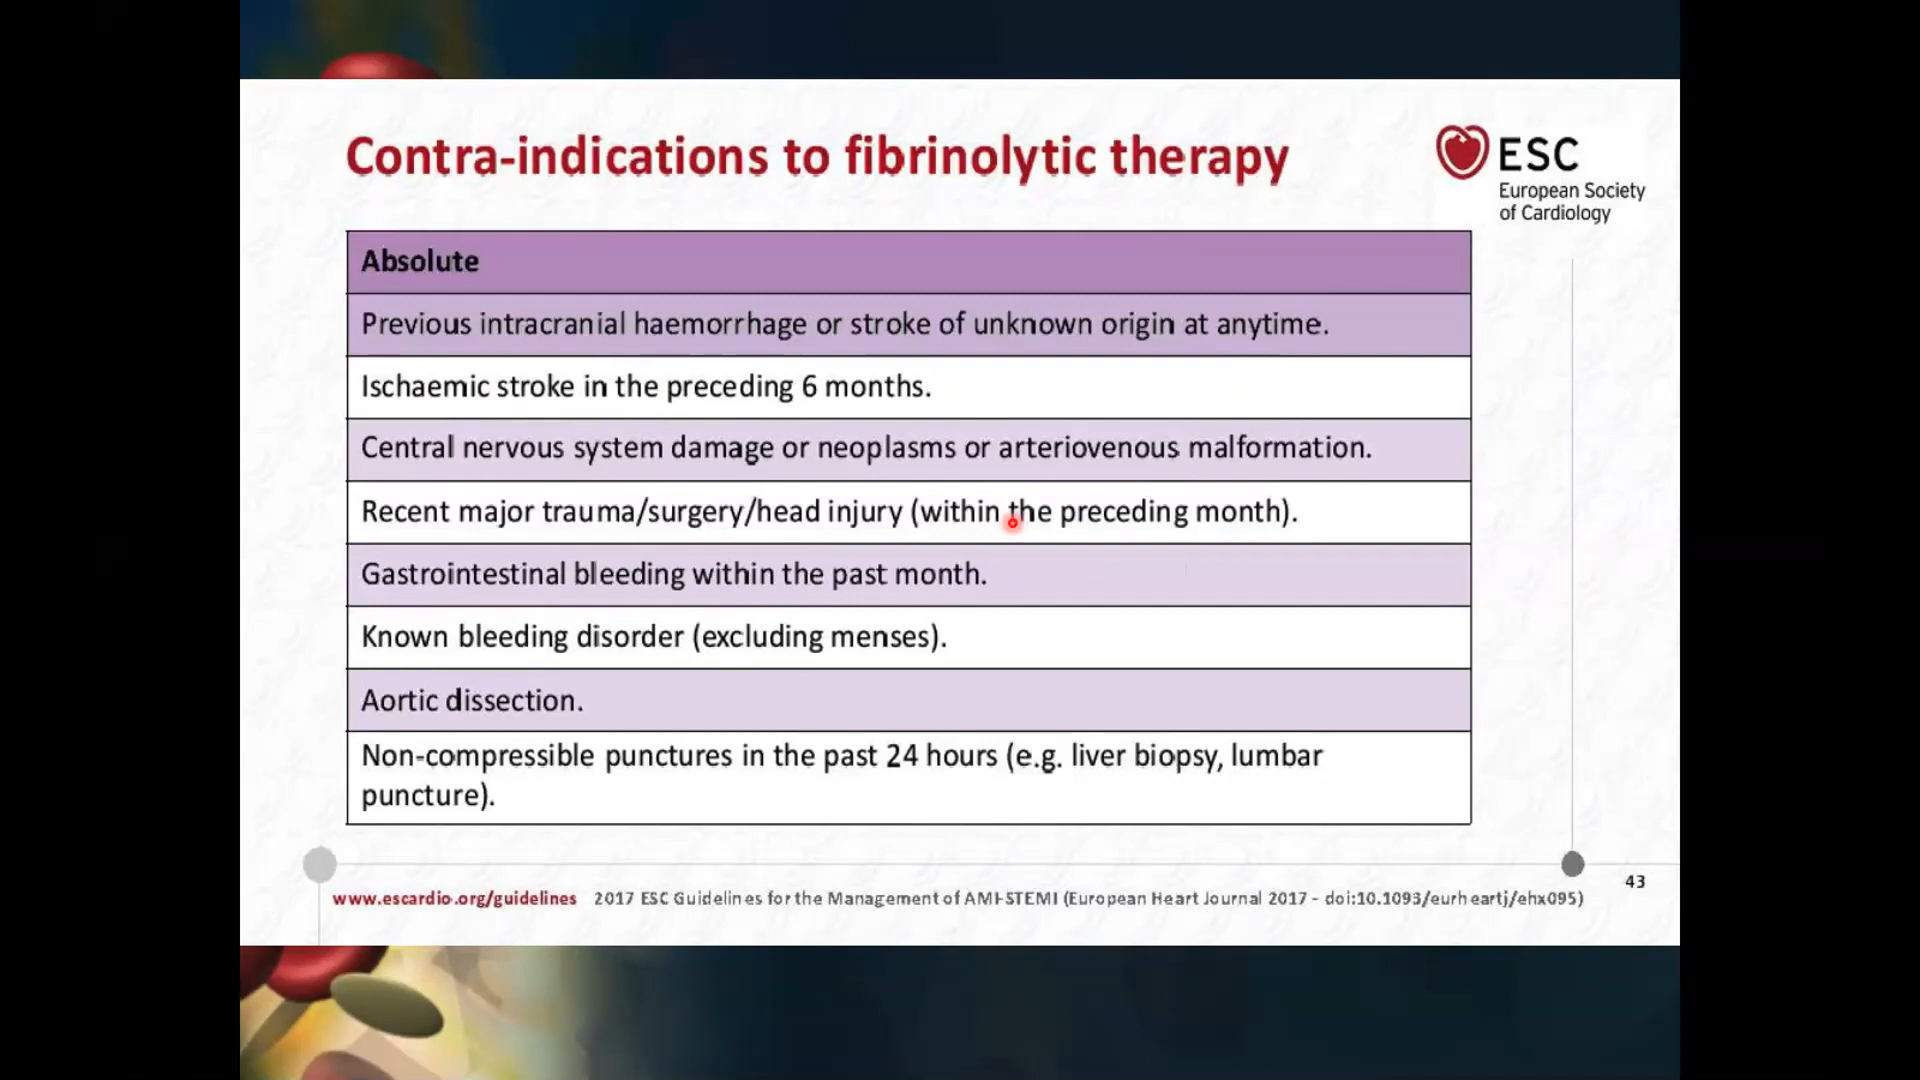 Contra-indications to fibrinolytic therapy
ESC
European Society
of Cardiology
Absolute
Previous intracranial haemorrhage or stroke of unknown origin at anytime.
Ischaemic stroke in the preceding 6 months.
Central nervous system damage or neoplasms or arteriovenous malformation.
Recent major trauma/surgery/head injury (within the preceding month).
Gastrointestinal bleeding within the past month.
Known bleeding disorder (excluding menses).
Aortic dissection.
Non-compressible punctures in the past 24 hours (e.g. liver biopsy, lumbar
puncture).
43
www.escardio.org/guidelines 2017 ESC Guidelines for the Management of AMI-STEMI (European Heart Journal 2017 - doi:10.1093/eurheartj/ehx095)